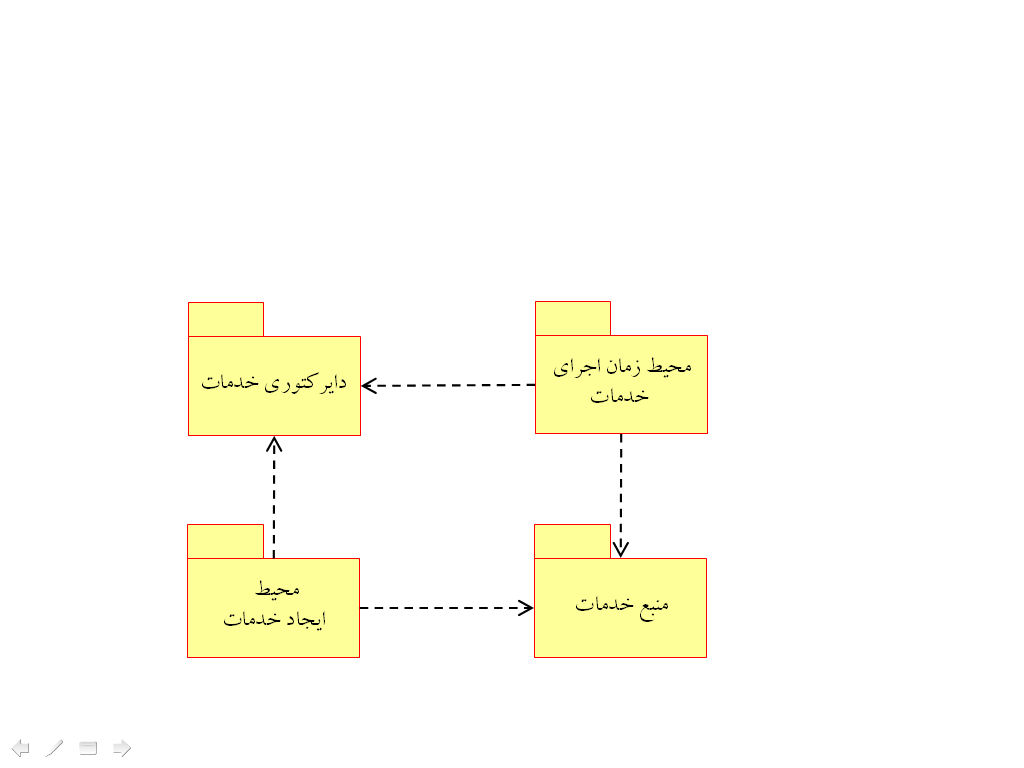 دایرکتوری خدمات
محیط زمان اجرای
خدمات
محیط
ایجاد خدمات
منبع خدمات